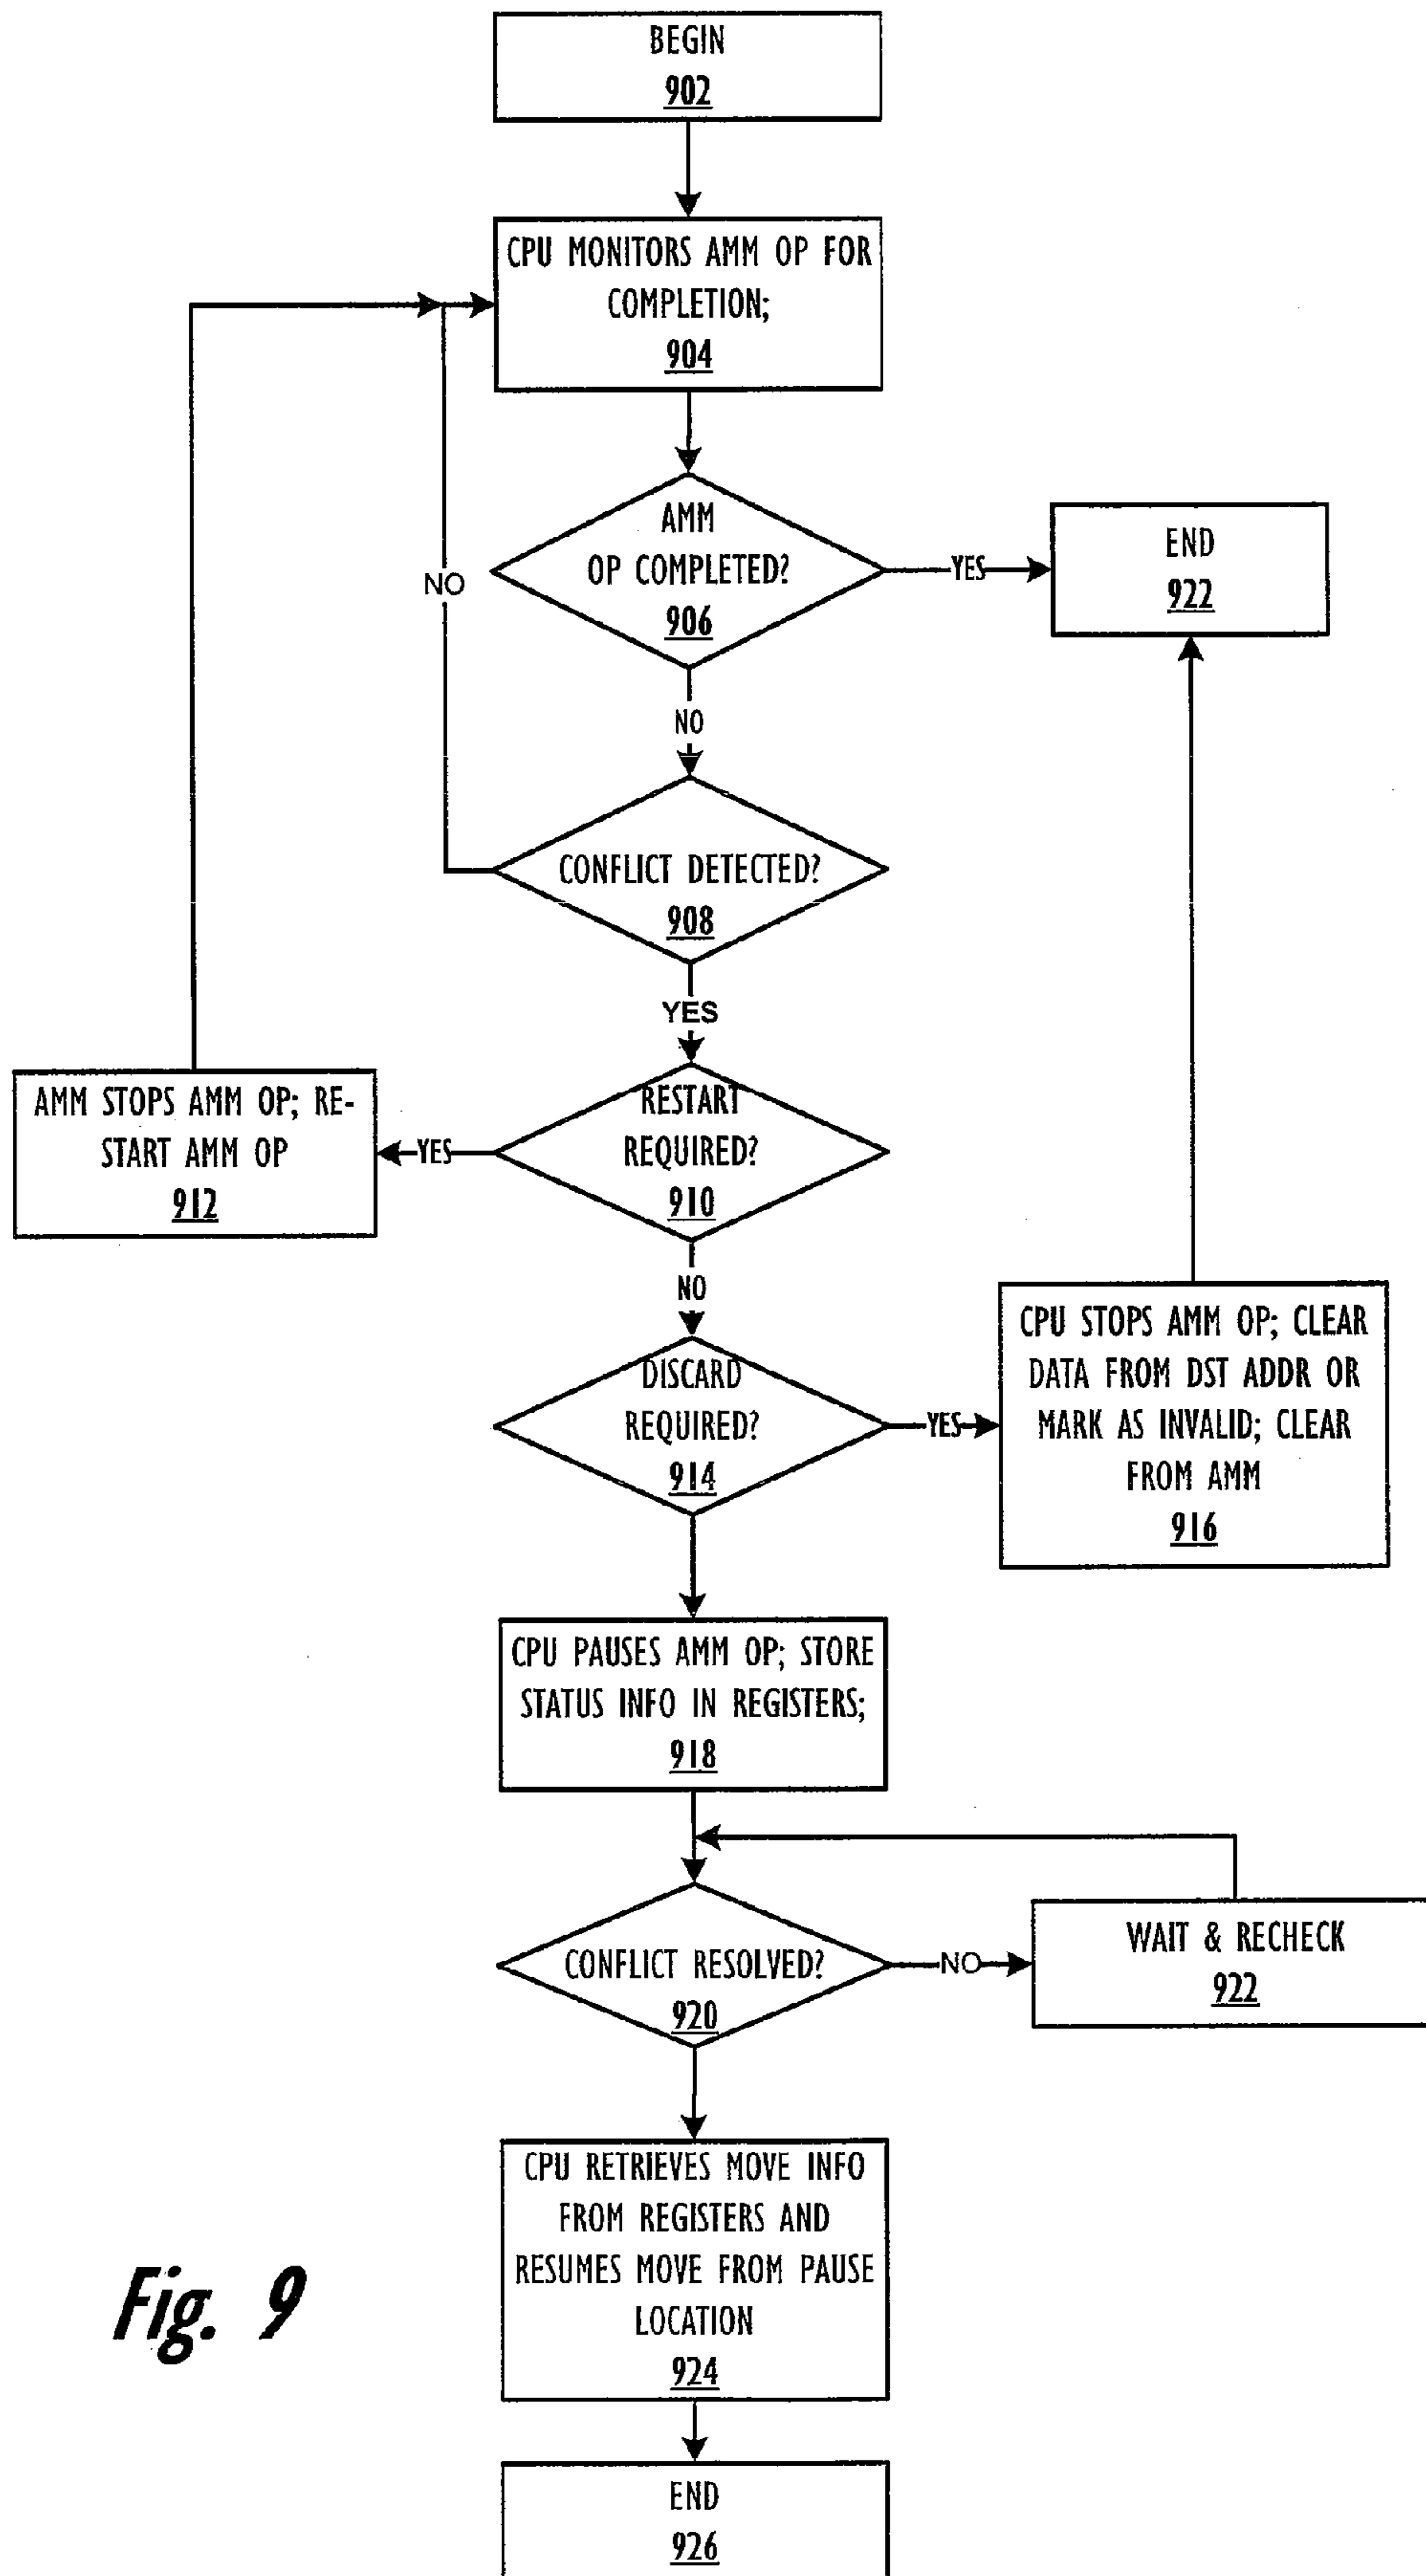 BEGIN
902
CPU MONITORS AMM OP FOR
COMPLETION;
904
AMM
OP COMPLETED?
906
YES
END
922
NO
NO
CONFLICT DETECTED?
908
YES
AMM STOPS AMM OP; RE-
START AMM OP
912
YES
RESTART
REQUIRED?
910
NO
DISCARD
REQUIRED?
914
YES
CPU STOPS AMM OP; CLEAR
DATA FROM DST ADDR OR
MARK AS INVALID; CLEAR
FROM AMM
916
CPU PAUSES AMM OP; STORE
STATUS INFO IN REGISTERS;
918
CONFLICT RESOLVED?
920
NO
WAIT & RECHECK
922
CPU RETRIEVES MOVE INFO
FROM REGISTERS AND
RESUMES MOVE FROM PAUSE
LOCATION
924
Fig. 9
END
926